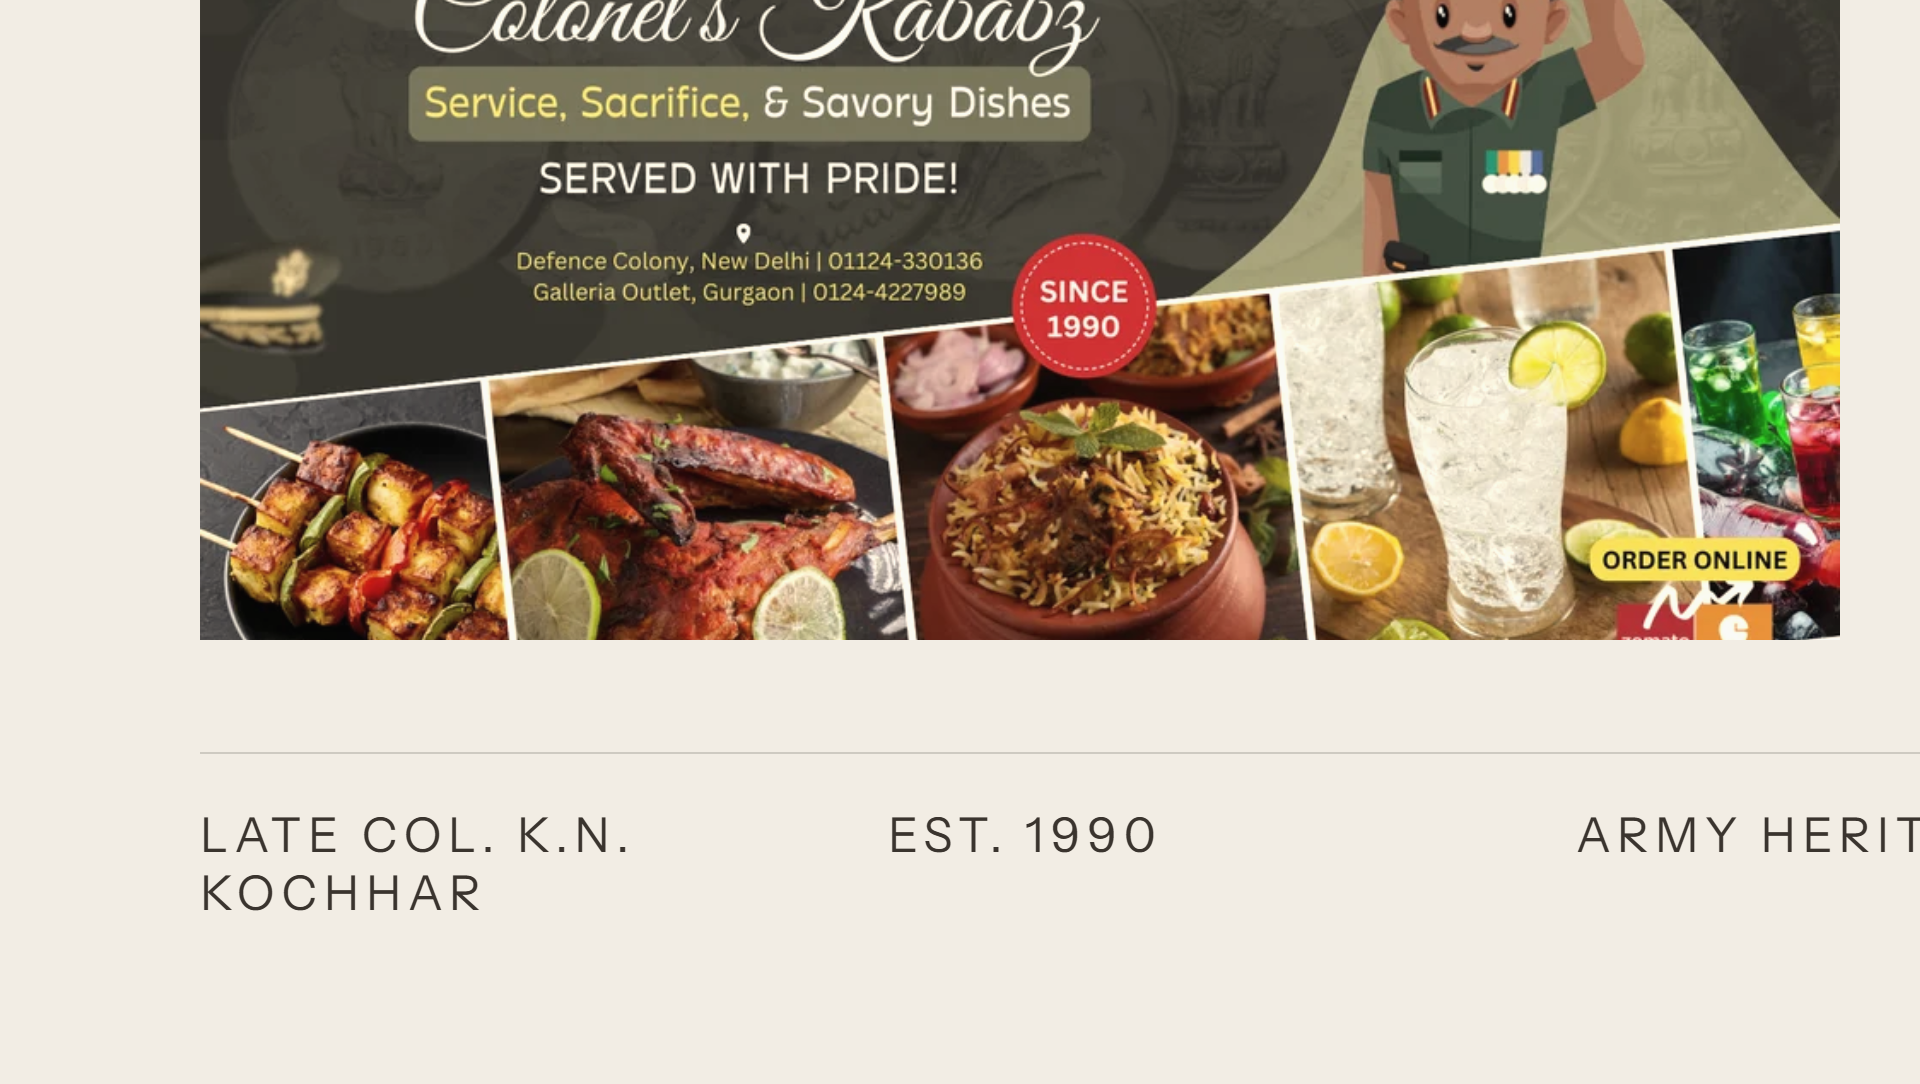 Colonel's Kababz
Service, Sacrifice, & Savory Dishes
SERVED WITH PRIDE!
Defence Colony, New Delhi | 01124-330136
Galleria Outlet, Gurgaon | 0124-4227989
SINCE
1990
ORDER ONLINE
zomato
LATE COL. K.N.
KOCHHAR
EST. 1990
ARMY HERIT